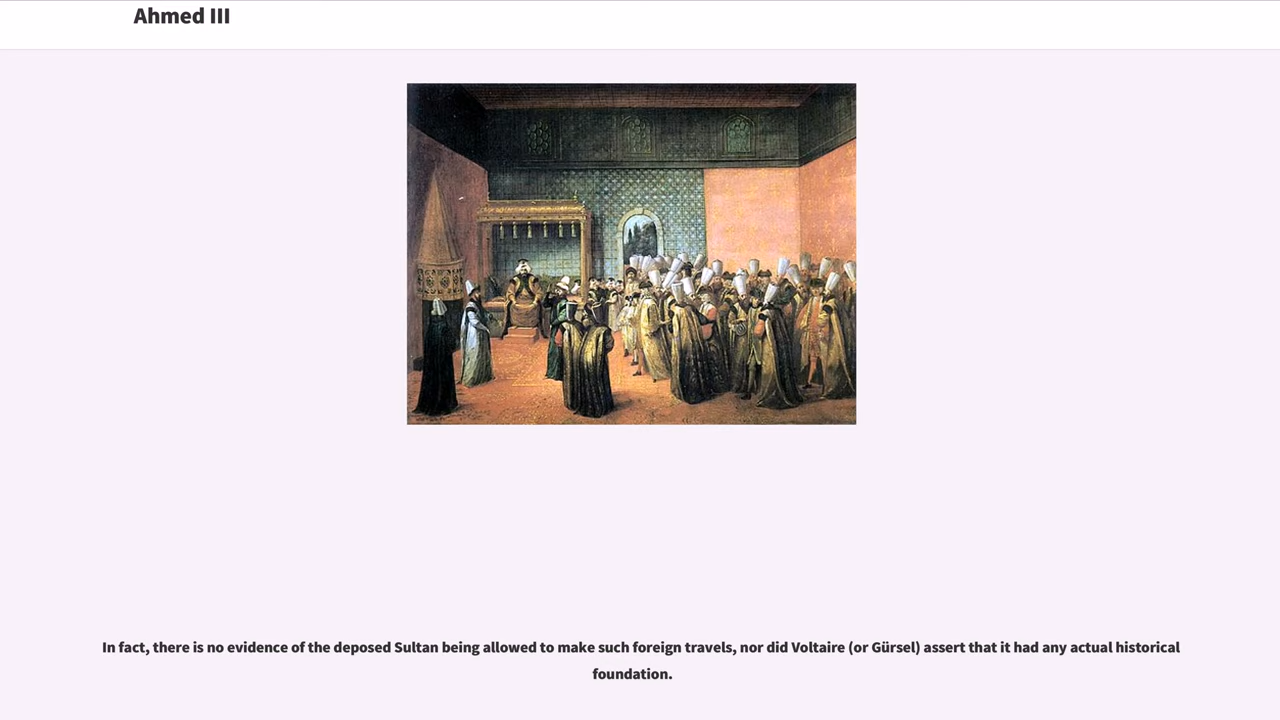 Ahmed III
In fact, there is no evidence of the deposed Sultan being allowed to make such foreign travels, nor did Voltaire (or Gürsel) assert that it had any actual historical
foundation.